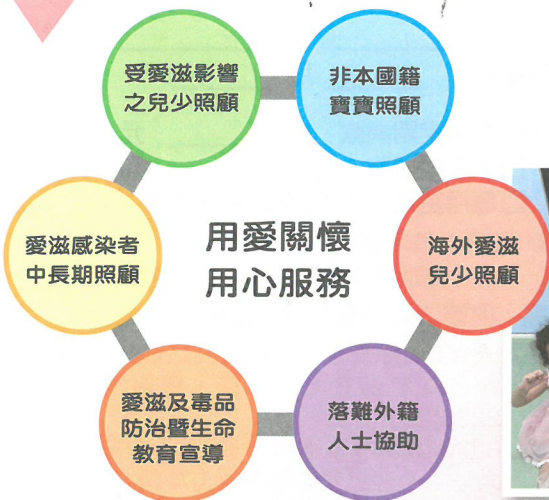 受愛滋影響
之兒少照顧
非本國籍
寶寶照顧
愛滋感染者
中長期照顧
用愛關懷
用心服務
海外愛滋
兒少照顧
愛滋及毒品
防治暨生命
教育宣導
落難外籍
人士協助